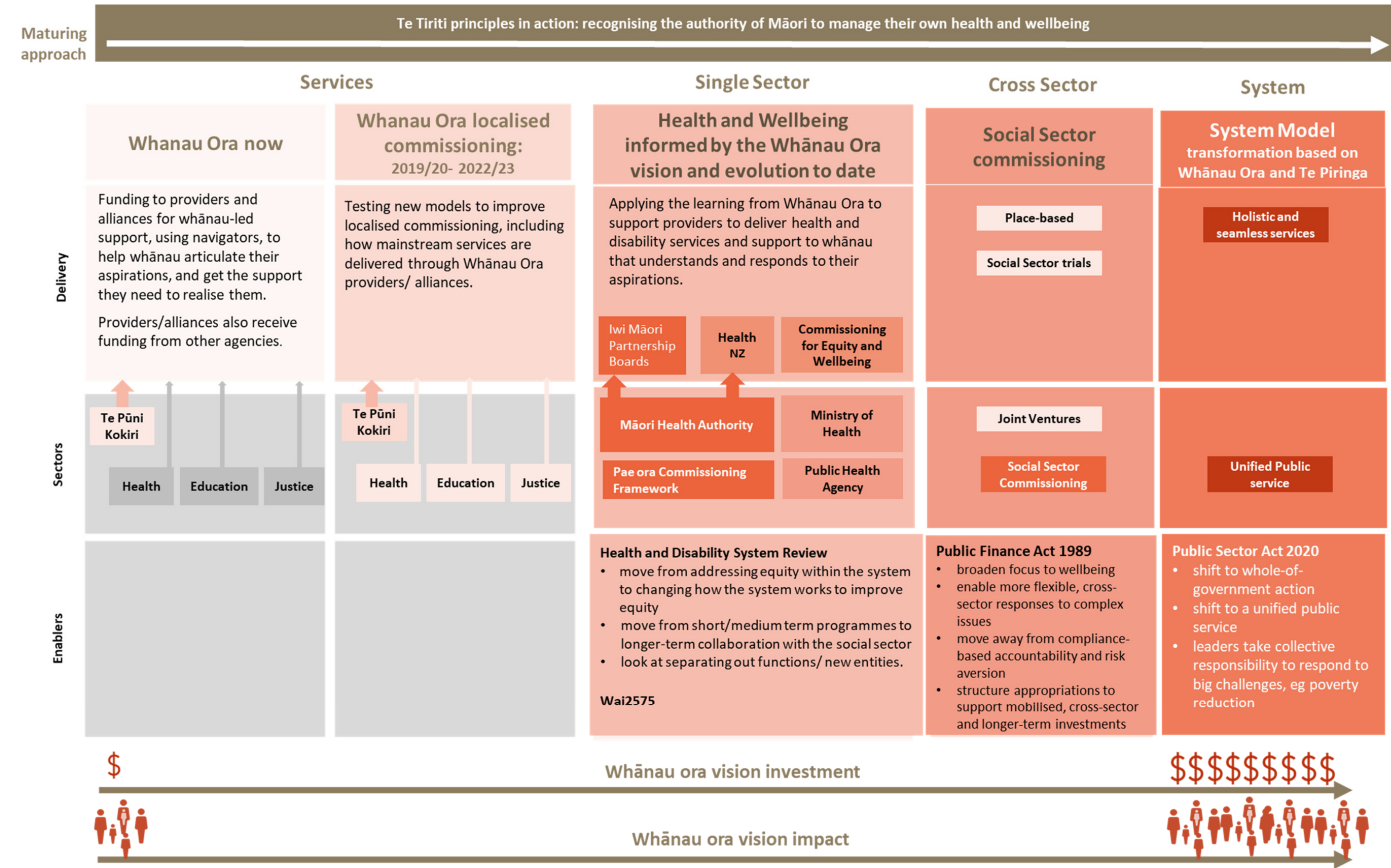 Maturing
approach
Te Tiriti principles in action: recognising the authority of Māori to manage their own health and wellbeing
Services
Single Sector
Cross Sector
System
Whanau Ora now
Whanau Ora localised
commissioning:
2019/20- 2022/23
Health and Wellbeing
informed by the Whānau Ora
vision and evolution to date
Social Sector
commissioning
System Model
transformation based on
Whānau Ora and Te Piringa
Delivery
Funding to providers and
alliances for whānau-led
support, using navigators, to
help whānau articulate their
aspirations, and get the support
they need to realise them.
Providers/alliances also receive
funding from other agencies.
Testing new models to improve
localised commissioning, including
how mainstream services are
delivered through Whānau Ora
providers/ alliances.
Applying the learning from Whānau Ora to
support providers to deliver health and
disability services and support to whānau
that understands and responds to their
aspirations.
Iwi Māori
Partnership
Boards
Health
NZ
Commissioning
for Equity and
Wellbeing
Place-based
Social Sector trials
Holistic and
seamless services
Sectors
Te Pūni
Kokiri
Health
Education
Justice
Te Pūni
Kokiri
Health
Education
Justice
Māori Health Authority
Ministry of
Health
Pae ora Commissioning
Framework
Public Health
Agency
Joint Ventures
Social Sector
Commissioning
Unified Public
service
Enablers
Health and Disability System Review
• move from addressing equity within the system
to changing how the system works to improve
equity
• move from short/medium term programmes to
longer-term collaboration with the social sector
• look at separating out functions/ new entities.
Wai2575
Public Finance Act 1989
• broaden focus to wellbeing
• enable more flexible, cross-
sector responses to complex
issues
• move away from compliance-
based accountability and risk
aversion
• structure appropriations to
support mobilised, cross-sector
and longer-term investments
Public Sector Act 2020
• shift to whole-of-
government action
• shift to a unified public
service
• leaders take collective
responsibility to respond to
big challenges, eg poverty
reduction
$
Whānau ora vision investment
$$$$$$$$$
Whānau ora vision impact